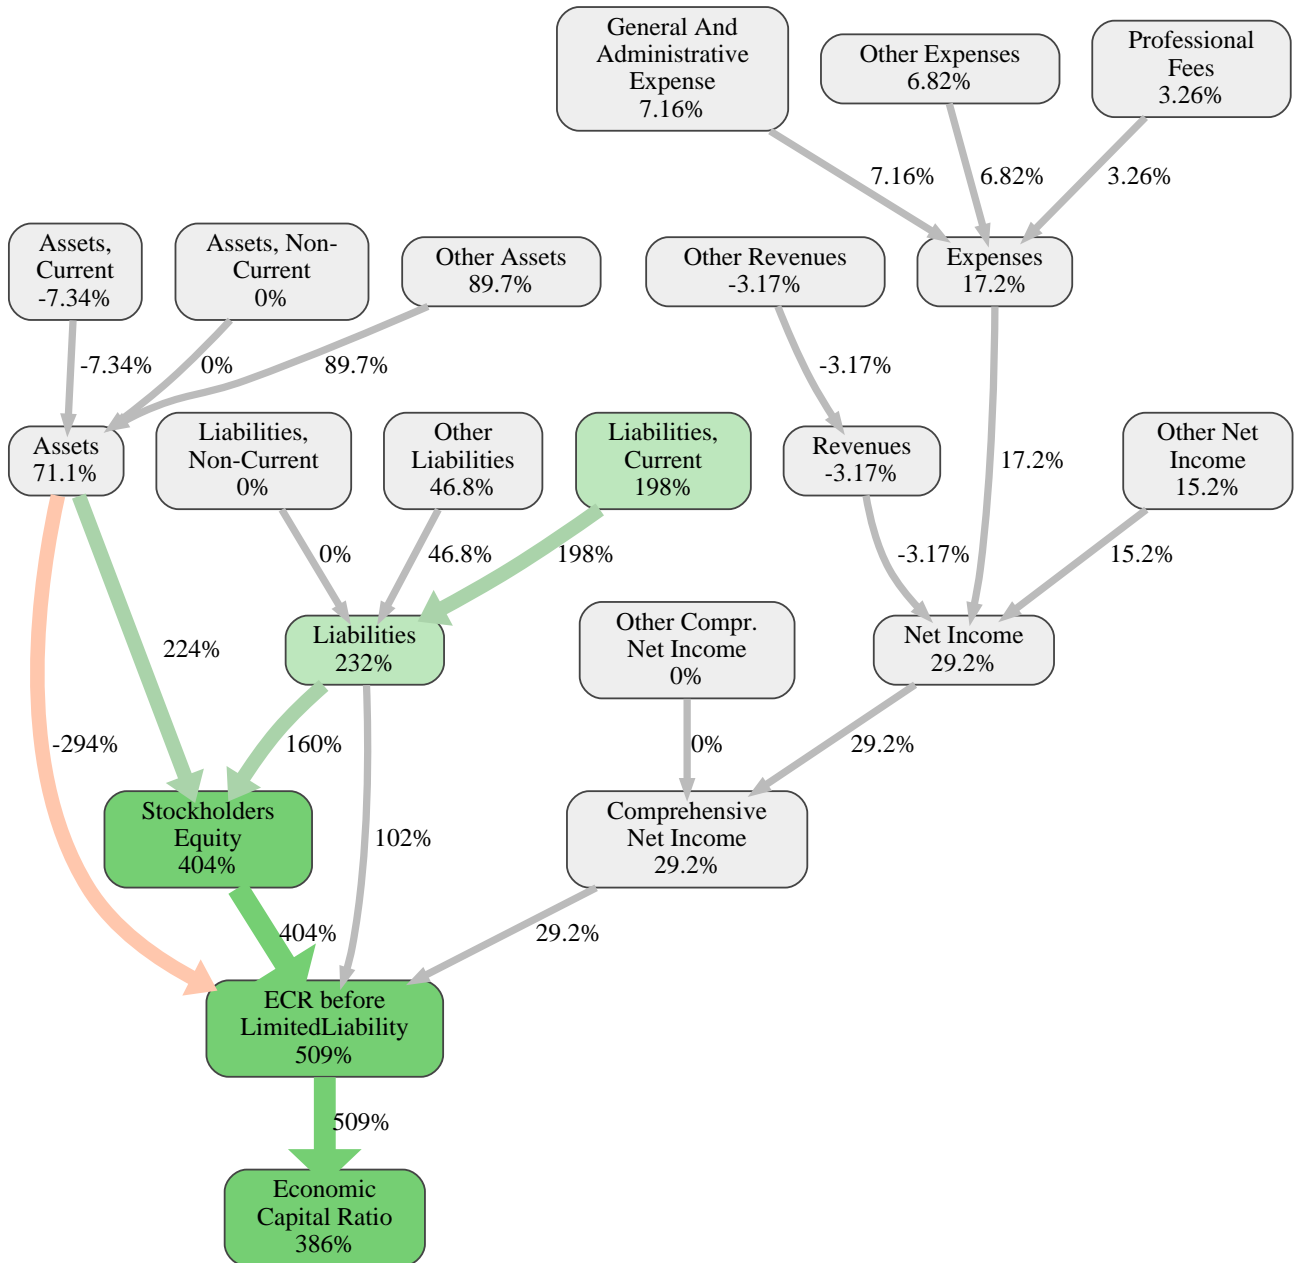 General And
Administrative
Expense
7.16%
Other Expenses
6.82%
Professional
Fees
3.26%
7.16%
6.82%
3.26%
Assets,
Current
-7.34%
Assets, Non-
Current
0%
Other Assets
89.7%
Other Revenues
-3.17%
Expenses
17.2%
-7.34%
0%
89.7%
-3.17%
Assets
71.1%
Liabilities,
Non-Current
0%
Other
Liabilities
46.8%
Liabilities,
Current
198%
Revenues
-3.17%
17.2%
Other Net
Income
15.2%
0%
46.8%
198%
-3.17%
15.2%
224%
Liabilities
232%
Other Compr.
Net Income
0%
Net Income
29.2%
-294%
160%
0%
29.2%
Stockholders
Equity
404%
102%
Comprehensive
Net Income
29.2%
404%
29.2%
ECR before
LimitedLiability
509%
509%
Economic
Capital Ratio
386%